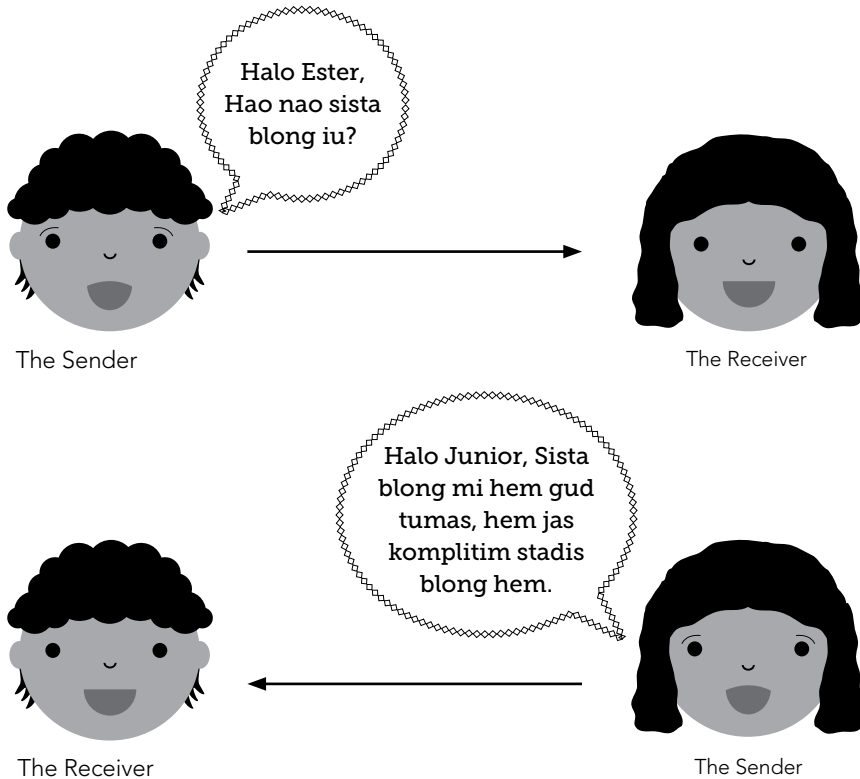 Halo Ester,
Hao nao sista
blong iu?
The Sender
The Receiver
Halo Junior, Sista
blong mi hem gud
tumas, hem jas
komplitim stadis
blong hem.
The Receiver
The Sender